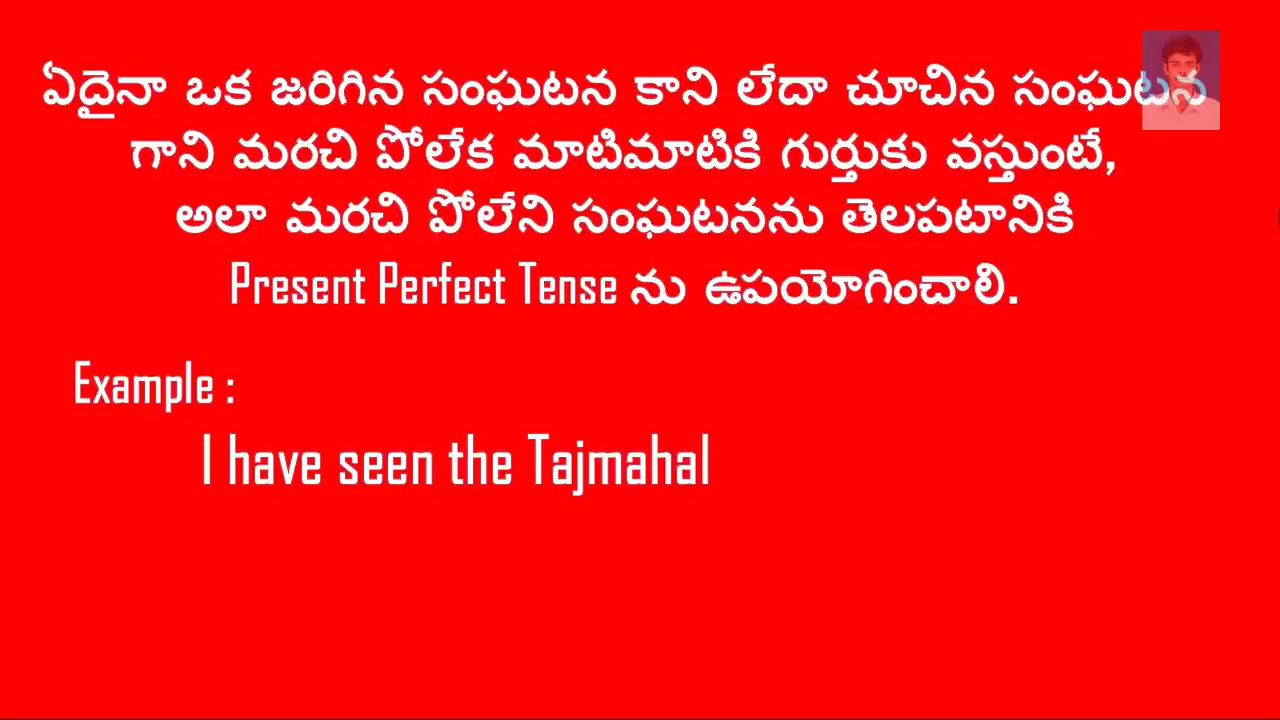 ఏదైనా ఒక జరిగిన సంఘటన కాని లేదా చూచిన సంఘటన
గాని మరచి పోలేక మాటిమాటికి గుర్తుకు వస్తుంటే,
అలా మరచి పోలేని సంఘటనను తెలపటానికి
Present Perfect Tense ను ఉపయోగించాలి.
Example :
I have seen the Tajmahal